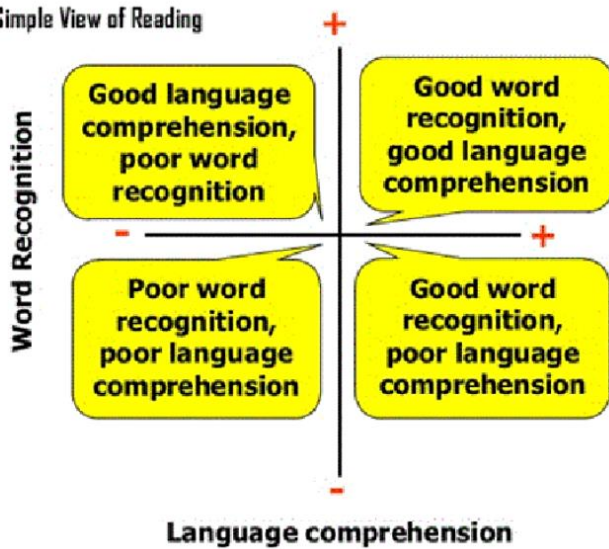 Simple View of Reading
+
Good language
comprehension,
poor word
recognition
Good word
recognition,
good language
comprehension
Word Recognition
-
+
Poor word
recognition,
poor language
comprehension
Good word
recognition,
poor language
comprehension
-
Language comprehension